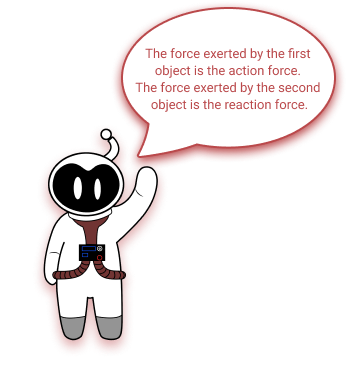 The force exerted by the first
object is the action force.
The force exerted by the second
object is the reaction force.